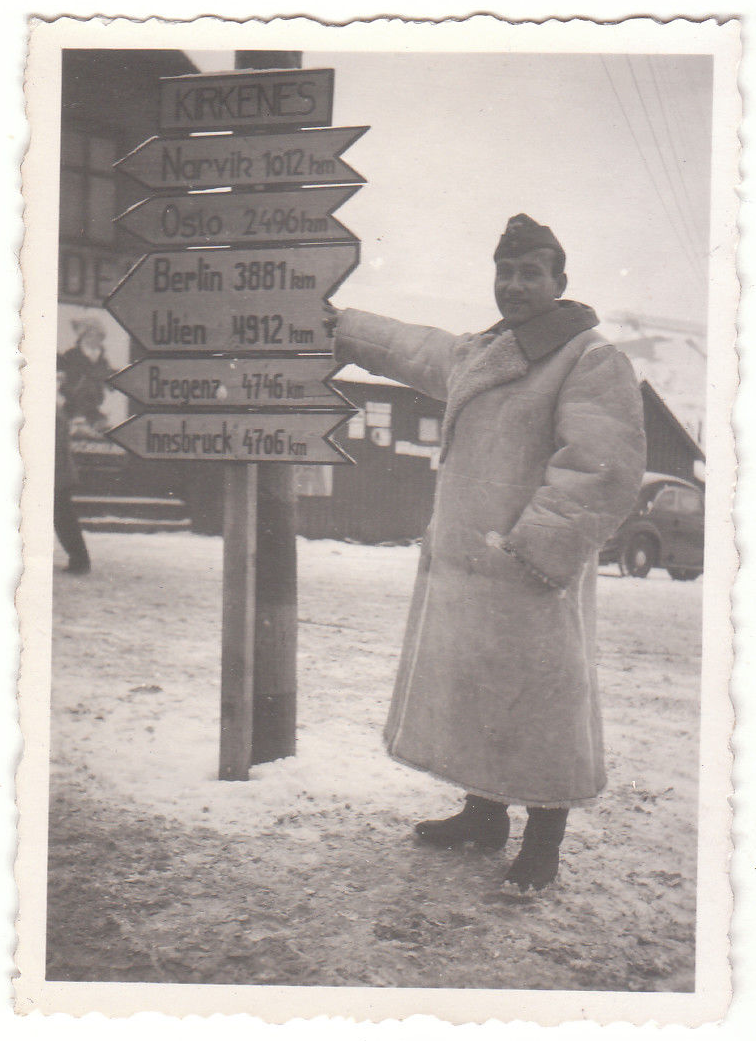 KIRKENES
Narvik 1012 km
Oslo 2496 km
Berlin 3881 km
Wien 4912 km
Bregenz 4746 km
Innsbruck 4706 km
DE